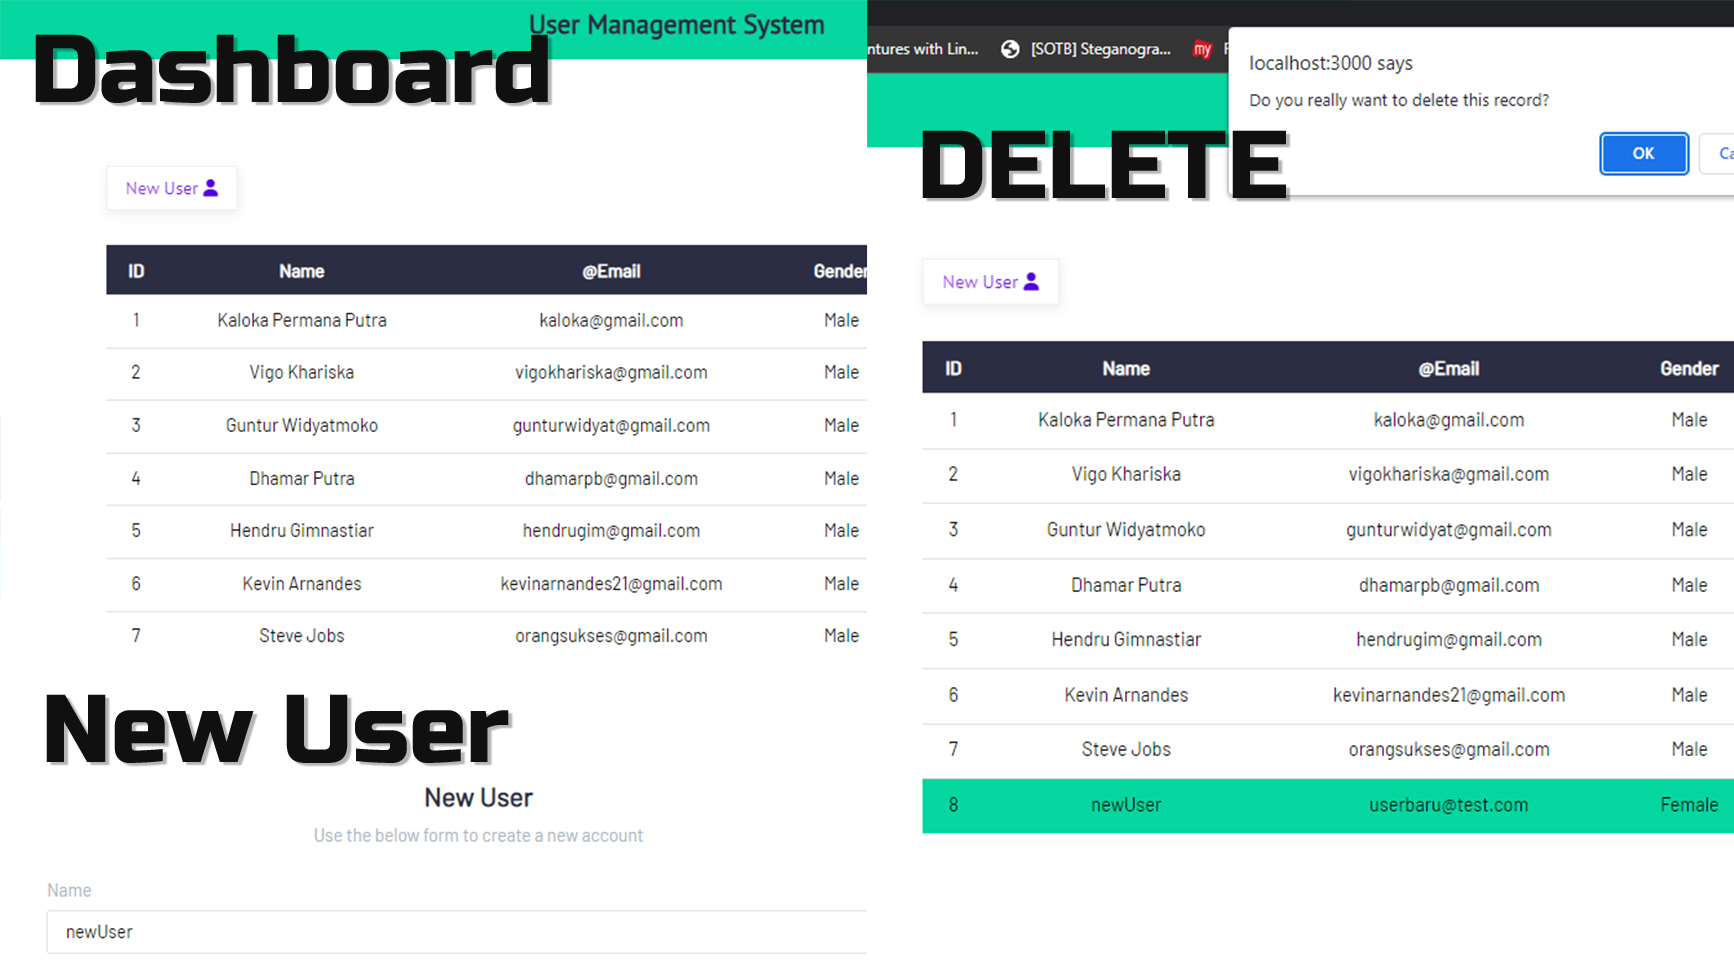 User Management System
Dashboard
New User
ID Name @Email Gender
1 Kaloka Permana Putra kaloka@gmail.com Male
2 Vigo Khariska vigokhariska@gmail.com Male
3 Guntur Widyatmoko gunturwidyat@gmail.com Male
4 Dhamar Putra dhamarpb@gmail.com Male
5 Hendru Gimnastiar hendrugim@gmail.com Male
6 Kevin Arnandes kevinarnandes21@gmail.com Male
7 Steve Jobs orangsukses@gmail.com Male
New User
New User
Use the below form to create a new account
Name
newUser
ntures with Lin... [SOTB] Steganogra... my
localhost:3000 says
Do you really want to delete this record?
OK
DELETE
New User
ID Name @Email Gender
1 Kaloka Permana Putra kaloka@gmail.com Male
2 Vigo Khariska vigokhariska@gmail.com Male
3 Guntur Widyatmoko gunturwidyat@gmail.com Male
4 Dhamar Putra dhamarpb@gmail.com Male
5 Hendru Gimnastiar hendrugim@gmail.com Male
6 Kevin Arnandes kevinarnandes21@gmail.com Male
7 Steve Jobs orangsukses@gmail.com Male
8 newUser userbaru@test.com Female